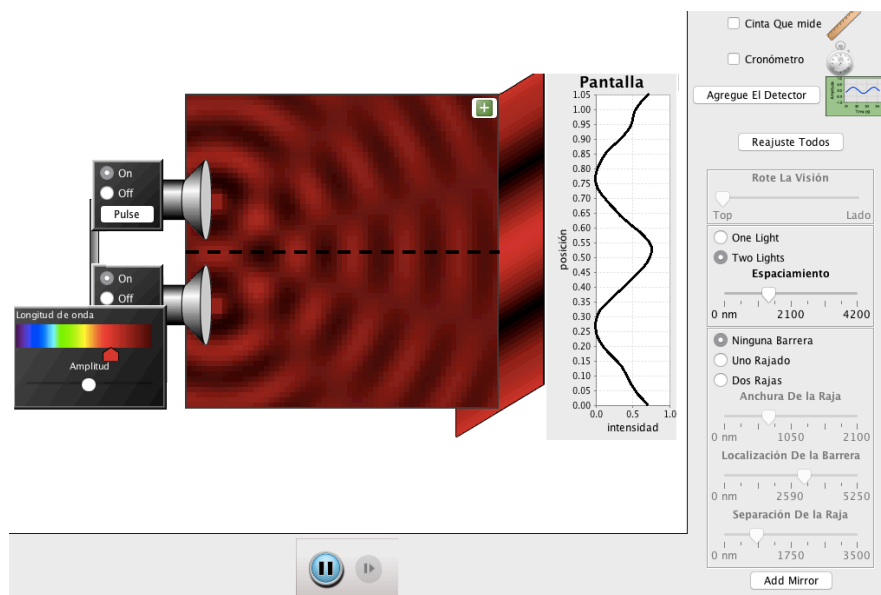 Cinta Que mide
Cronómetro
Agregue El Detector
Reajuste Todos
Rote La Visión
Top Lado
One Light
Two Lights
Espaciamiento
0 nm 2100 4200
Ninguna Barrera
Uno Rajado
Dos Rajas
Anchura De la Raja
0 nm 1050 2100
Localización De la Barrera
0 nm 2590 5250
Separación De la Raja
0 nm 1750 3500
Add Mirror
On
Off
Pulse
On
Off
Longitud de onda
Amplitud
Pantalla
1.05
1.00
0.95
0.90
0.85
0.80
0.75
0.70
0.65
0.60
0.55
0.50
0.45
0.40
0.35
0.30
0.25
0.20
0.15
0.10
0.05
0.00
posición
0.0 0.5 1.0
intensidad